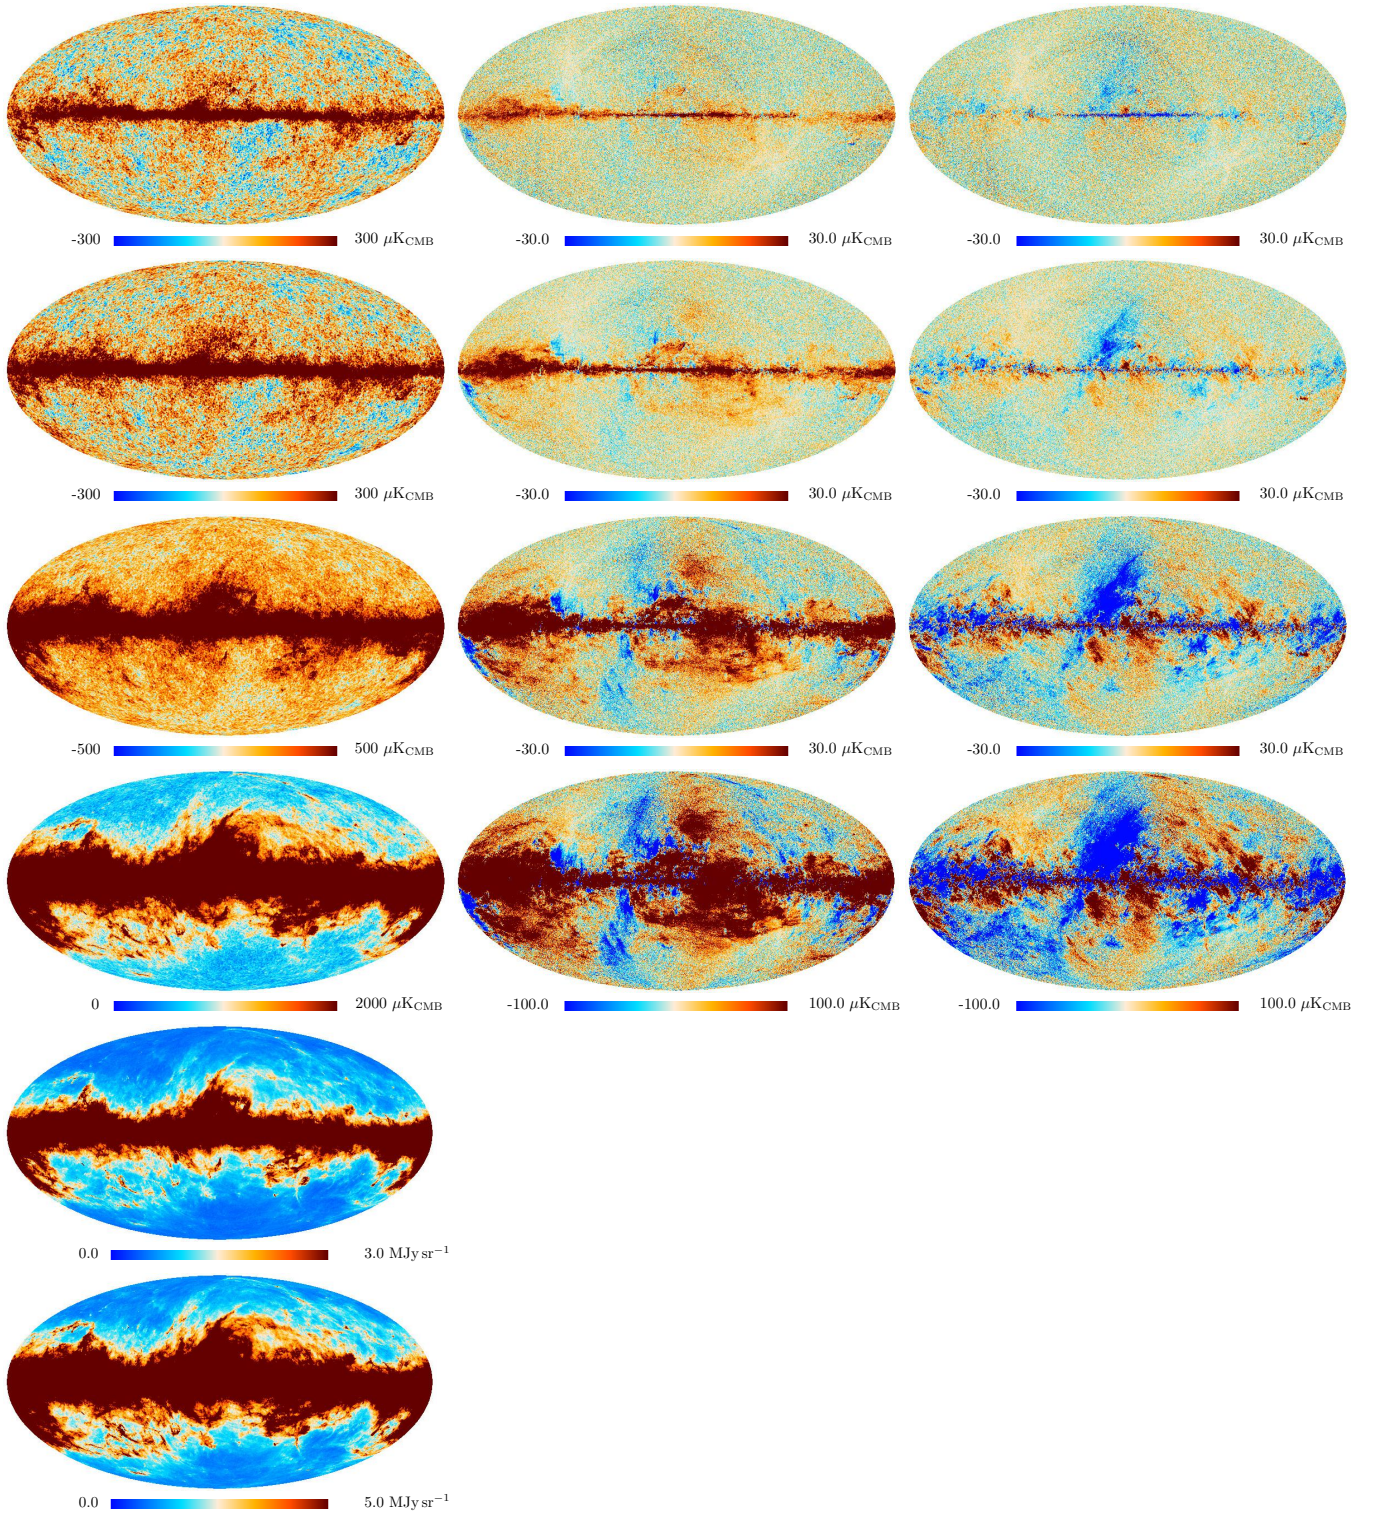 -300 300 μK_CMB -30.0 30.0 μK_CMB -30.0 30.0 μK_CMB
-300 300 μK_CMB -30.0 30.0 μK_CMB -30.0 30.0 μK_CMB
-500 500 μK_CMB -30.0 30.0 μK_CMB -30.0 30.0 μK_CMB
0 2000 μK_CMB -100.0 100.0 μK_CMB -100.0 100.0 μK_CMB
0.0 3.0 MJy sr⁻¹
0.0 5.0 MJy sr⁻¹